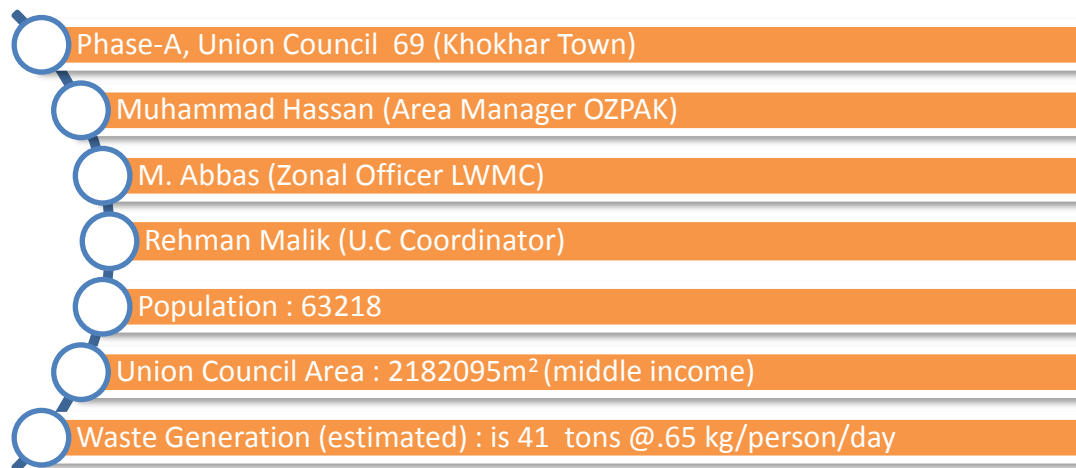 Phase-A, Union Council  69 (Khokhar Town)
Muhammad Hassan (Area Manager OZPAK)
M. Abbas (Zonal Officer LWMC)
Rehman Malik (U.C Coordinator)
Population : 63218
Union Council Area : 2182095m² (middle income)
Waste Generation (estimated) : is 41  tons @.65 kg/person/day